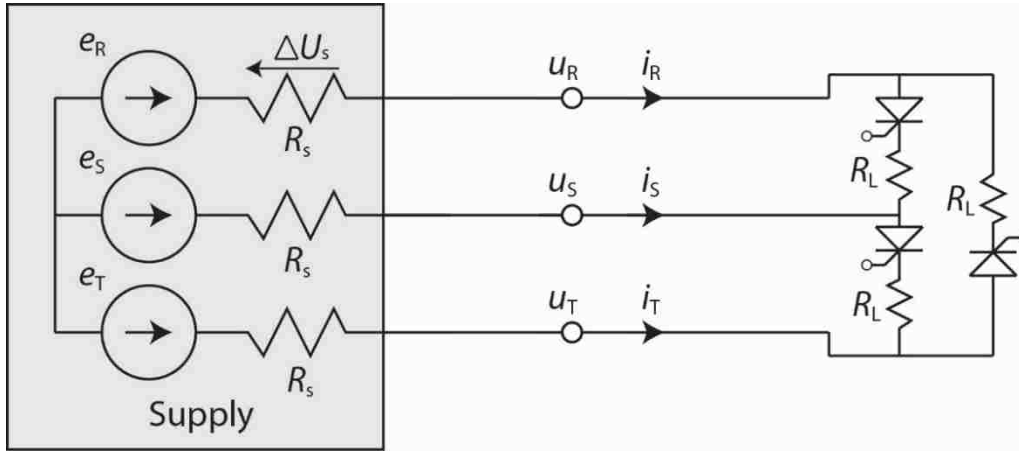 e_R
ΔU_s
R_s
u_R
i_R
R_L
e_S
R_s
u_S
i_S
R_L
R_L
e_T
R_s
u_T
i_T
Supply